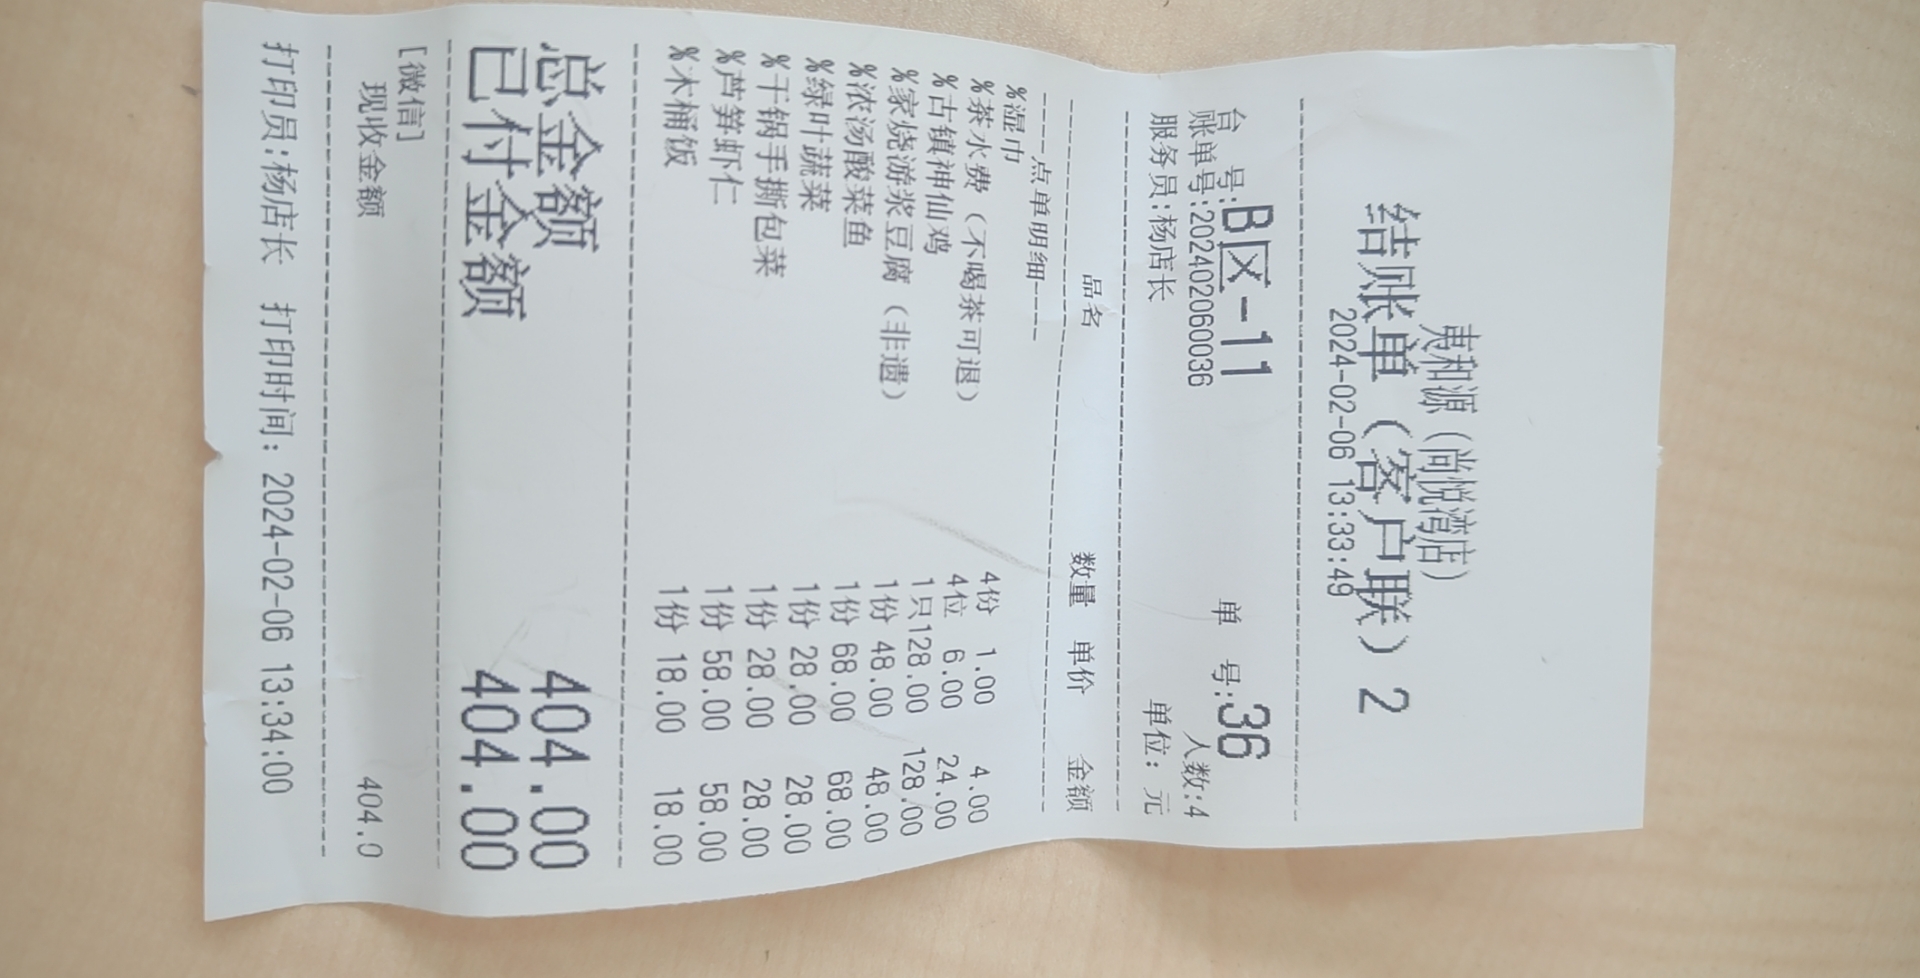 夷和源（尚悦湾店）
结账单（客户联）2
2024-02-06 13:33:49
台 号:B区-11 单 号:36
账单号:202402060036 人数:4
服务员:杨店长 单位: 元
品名 数量 单价 金额
----点单明细----
%湿巾 4份 1.00 4.00
%茶水费（不喝茶可退） 4位 6.00 24.00
%古镇神仙鸡 1只 128.00 128.00
%家烧游浆豆腐（非遗） 1份 48.00 48.00
%浓汤酸菜鱼 1份 68.00 68.00
%绿叶蔬菜 1份 28.00 28.00
%干锅手撕包菜 1份 28.00 28.00
%芦笋虾仁 1份 58.00 58.00
%木桶饭 1份 18.00 18.00
总金额 404.00
已付金额 404.00
[微信]
现收金额 404.0
打印员:杨店长 打印时间: 2024-02-06 13:34:00